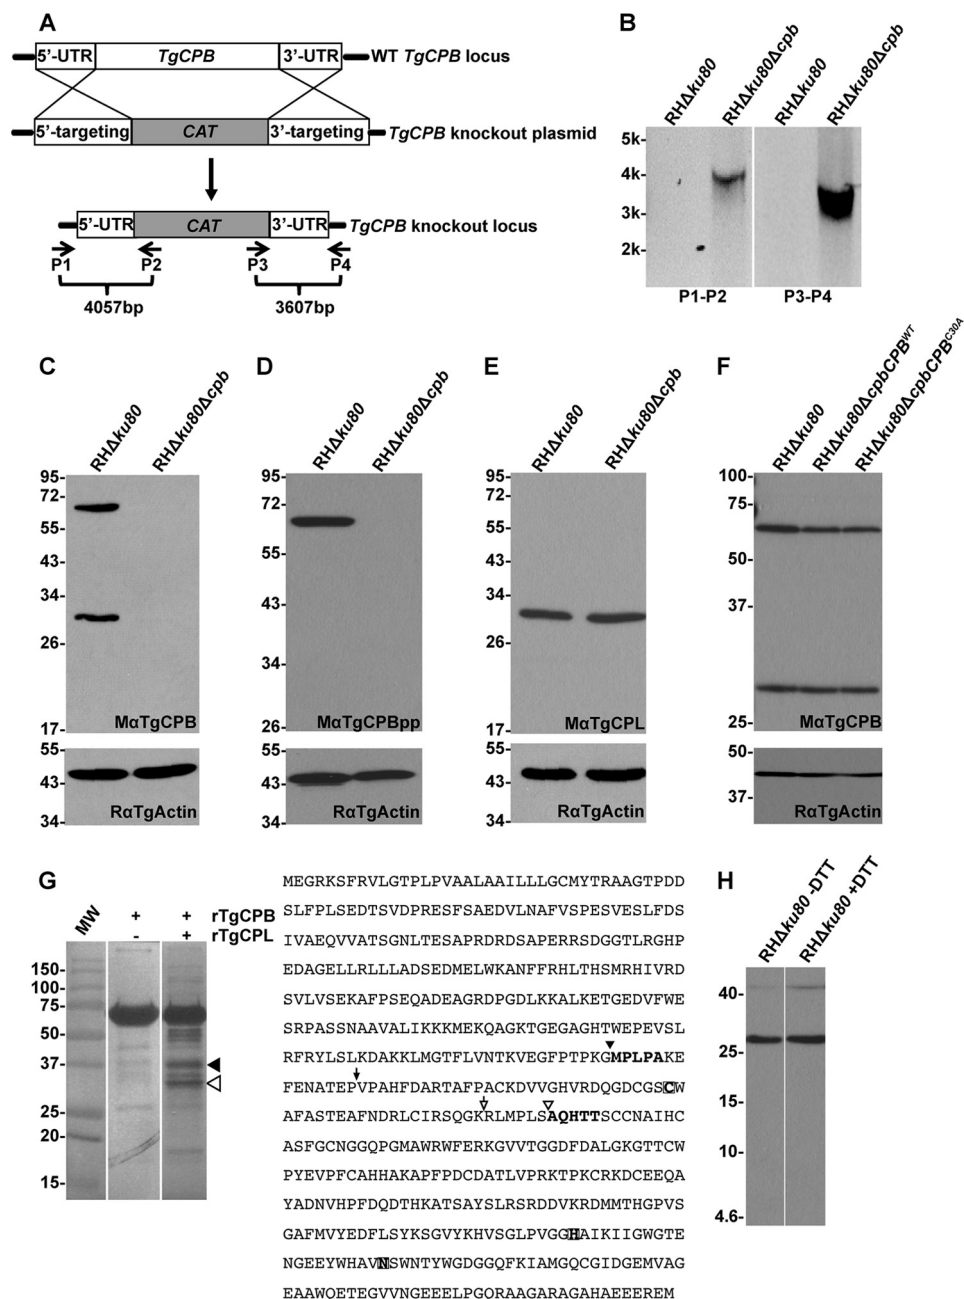 A
5'-UTR TgCPB 3'-UTR WT TgCPB locus
5'-targeting CAT 3'-targeting TgCPB knockout plasmid
5'-UTR CAT 3'-UTR TgCPB knockout locus
P1 P2 P3 P4
4057bp 3607bp
B
RHΔku80 RHΔku80Δcpb RHΔku80 RHΔku80Δcpb
5k-
4k-
3k-
2k-
P1-P2 P3-P4
C
RHΔku80 RHΔku80Δcpb
95-
72-
55-
43-
34-
26-
17-
MαTgCPB
55-
43-
34-
RαTgActin
D
RHΔku80 RHΔku80Δcpb
95-
72-
55-
43-
34-
26-
MαTgCPBpp
55-
43-
34-
RαTgActin
E
RHΔku80 RHΔku80Δcpb
95-
72-
55-
43-
34-
26-
17-
MαTgCPL
55-
43-
34-
RαTgActin
F
RHΔku80 RHΔku80ΔcpbCPB^WT RHΔku80ΔcpbCPB^C30A
100-
75-
50-
37-
25-
MαTgCPB
50-
37-
RαTgActin
G
MW + + rTgCPB
- + rTgCPL
150-
100-
75-
50-
37-
25-
20-
15-
MEGRKSFRVLGTPLPVAALAAILLLGCMYTRAAGTPDD
SLFPLSEDTSVDPRESFSAEDVLNAFVSPESVESLFDS
IVAEQVVATSGNLTESAPRDRDSAPERRSDGGTLRGHP
EDAGELLRLLLADSEDMELWKANFFRHLTHSMRHIVRD
SVLVSEKAFPSEQADEAGRDPGDLKKALKETGEDVFWE
SRPASSNAAVALIKKKMEKQAGKTGEGAGHTWEPEVSL
RFRYLSLKDAKKLMGTFLVNTKVEGFPTPKGMPLPAKE
FENATEPVPAHFDARTAFPACKDVVGHVRDQGDCGSCW
AFASTEAFNDRLCIRSQGKRLMPLSAQHTTSCCNAIHC
ASFGCNGGQPGMAWRWFERKGVVTGGDFDALGKGTTCW
PYEVPFCAHHAKAPFPDCDATLVPRKTPKCRKDCEEQA
YADNVHPFDQDTHKATSAYSLRSRDDVKRDMMTHGPVS
GAFMVYEDFLSYKSGVYKHVSGLPVGGHAIKIIGWGTE
NGEEYWHAVNSWNTYWGDGGQFKIAMGQCGIDGEMVAG
EAAWQETEGVVNGEEELPGQRAAGARAGAHAEEEREM
H
RHΔku80 -DTT RHΔku80 +DTT
40-
25-
15-
10-
4.6-